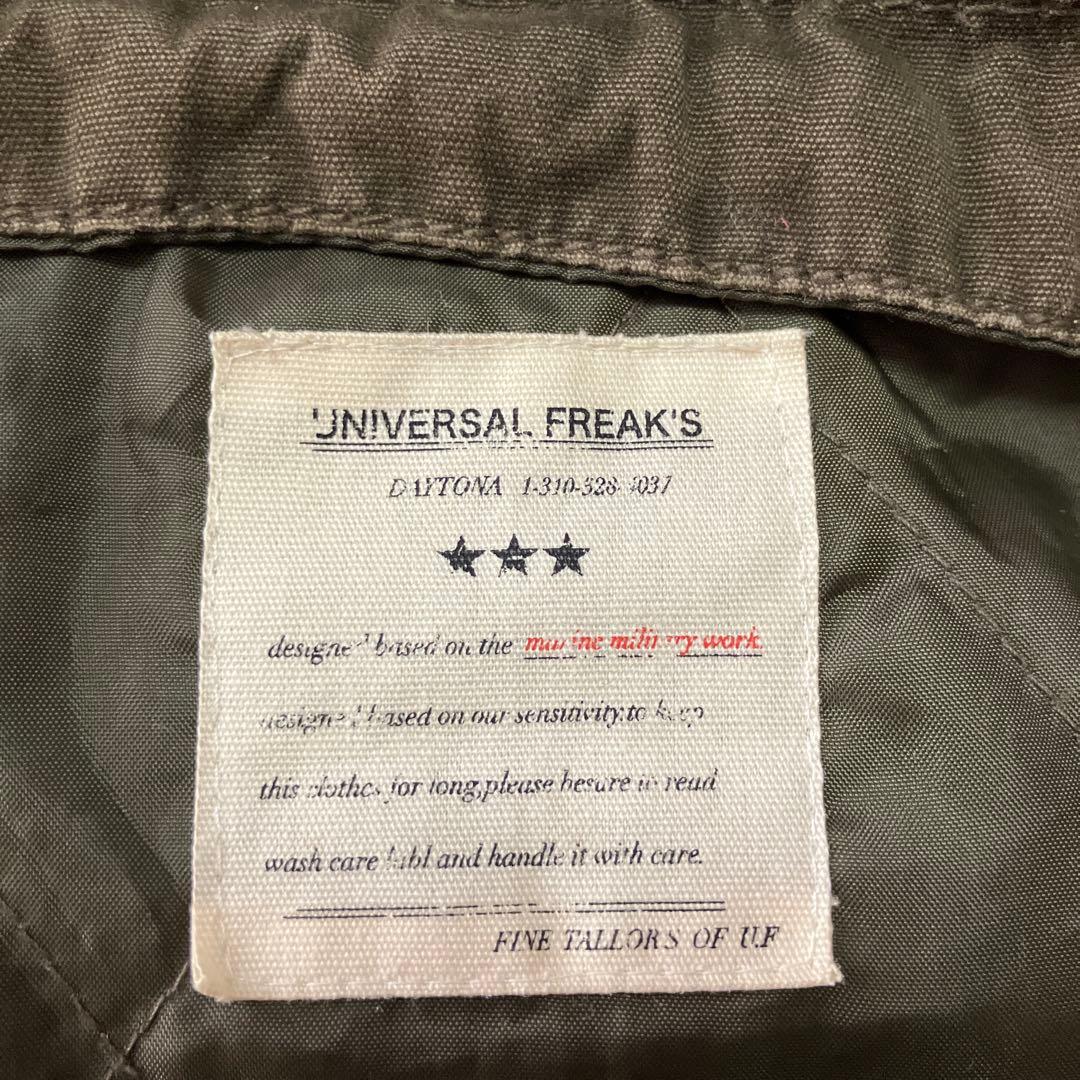 UNIVERSAL FREAK'S
DAYTONA 1-310-328-4037
designed based on the marine military work.
designed based on our sensitivity.to keep
this clothes for long,please besure to read
wash care labl and handle it with care.
FINE TALLORS OF U.F